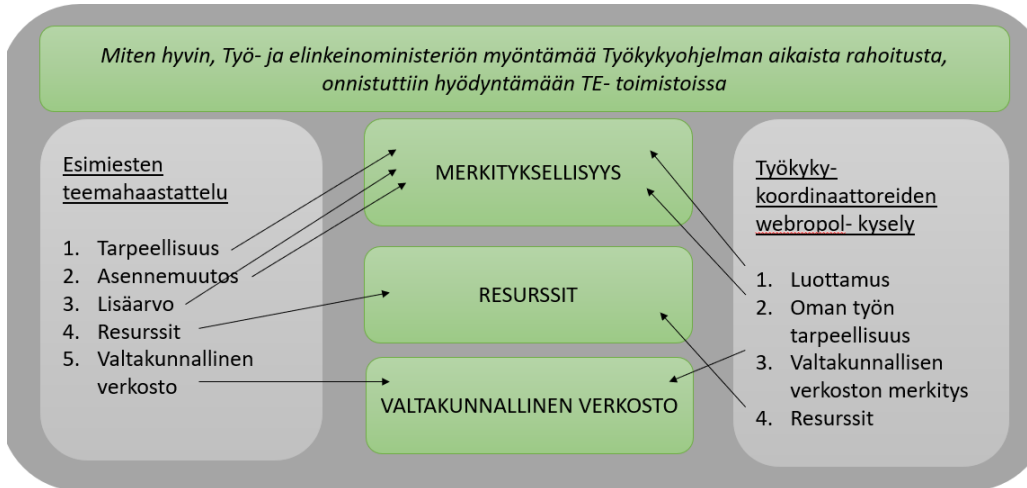 Miten hyvin, Työ- ja elinkeinoministeriön myöntämää Työkykyohjelman aikaista rahoitusta,
onnistuttiin hyödyntämään TE- toimistoissa
Esimiesten
teemahaastattelu
1. Tarpeellisuus
2. Asennemuutos
3. Lisäarvo
4. Resurssit
5. Valtakunnallinen
verkosto
MERKITYKSELLISYYS
RESURSSIT
VALTAKUNNALLINEN VERKOSTO
Työkyky-
koordinaattoreiden
webropol- kysely
1. Luottamus
2. Oman työn
tarpeellisuus
3. Valtakunnallisen
verkoston merkitys
4. Resurssit